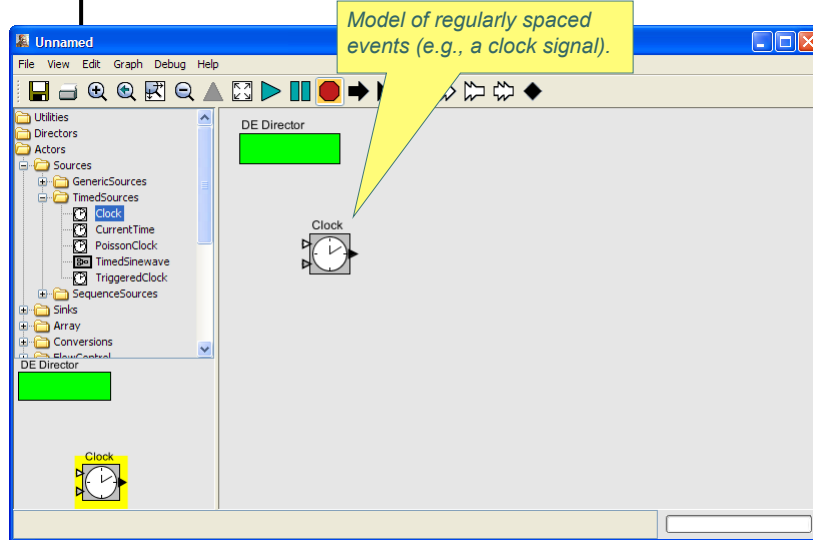 Model of regularly spaced
events (e.g., a clock signal).
Unnamed
File View Edit Graph Debug Help
Utilities
Directors
Actors
Sources
GenericSources
TimedSources
Clock
CurrentTime
PoissonClock
TimedSinewave
TriggeredClock
SequenceSources
Sinks
Array
Conversions
FlowControl
DE Director
Clock
DE Director
Clock